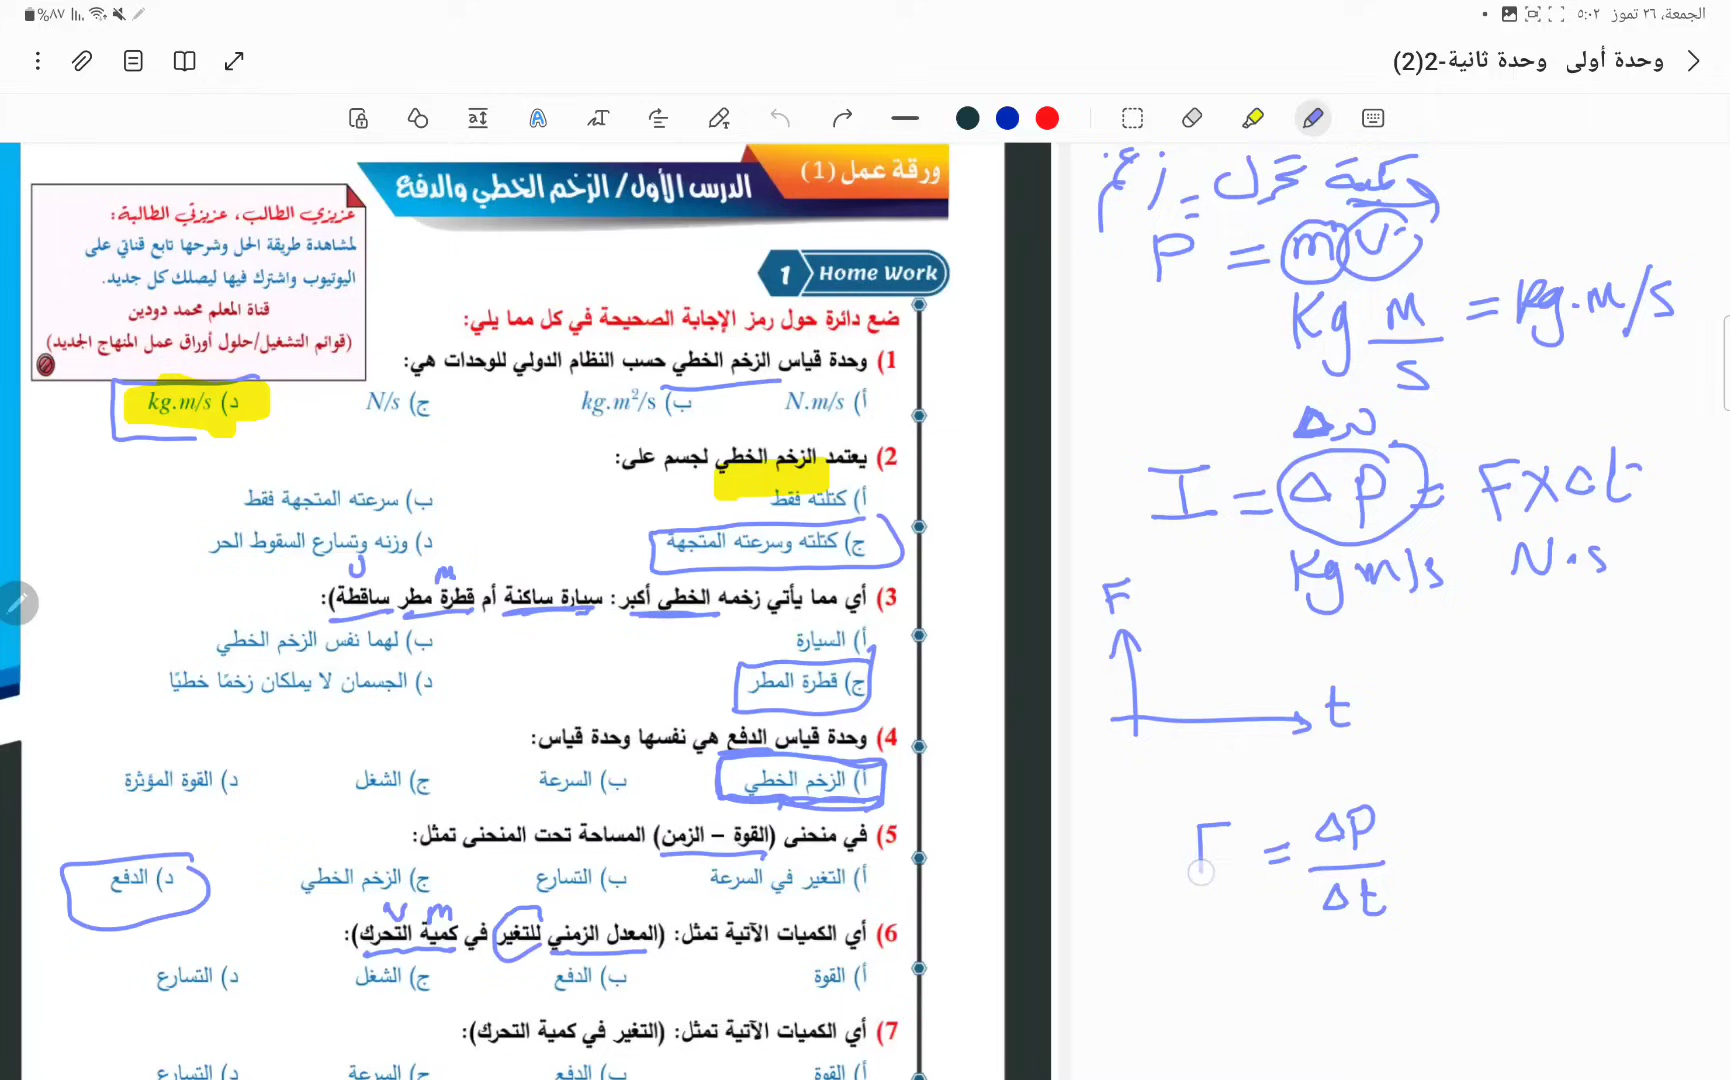 الجمعة، ٢٦ تموز ٥:٠٢
٪٨٧
وحدة أولى وحدة ثانية-2(2)
ورقة عمل (1)
الدرس الأول/ الزخم الخطي والدفع
عزيزي الطالب، عزيزتي الطالبة:
لمشاهدة طريقة الحل وشرحها تابع قناتي على
اليوتيوب واشترك فيها ليصلك كل جديد.
قناة المعلم محمد دودين
(قوائم التشغيل/حلول أوراق عمل المنهاج الجديد)
1 Home Work
ضع دائرة حول رمز الإجابة الصحيحة في كل مما يلي:
1) وحدة قياس الزخم الخطي حسب النظام الدولي للوحدات هي:
أ) N.m/s ب) kg.m²/s ج) N/s د) kg.m/s
2) يعتمد الزخم الخطي لجسم على:
أ) كتلته فقط ب) سرعته المتجهة فقط
ج) كتلته وسرعته المتجهة د) وزنه وتسارع السقوط الحر
m v
3) أي مما يأتي زخمه الخطي أكبر: سيارة ساكنة أم قطرة مطر ساقطة):
أ) السيارة ب) لهما نفس الزخم الخطي
ج) قطرة المطر د) الجسمان لا يملكان زخمًا خطيًا
4) وحدة قياس الدفع هي نفسها وحدة قياس:
أ) الزخم الخطي ب) السرعة ج) الشغل د) القوة المؤثرة
5) في منحنى (القوة – الزمن) المساحة تحت المنحنى تمثل:
أ) التغير في السرعة ب) التسارع ج) الزخم الخطي د) الدفع
v m
6) أي الكميات الآتية تمثل: (المعدل الزمني للتغير في كمية التحرك):
أ) القوة ب) الدفع ج) الشغل د) التسارع
7) أي الكميات الآتية تمثل: (التغير في كمية التحرك):
أ) القوة ب) الدفع ج) السرعة د) التسارع
P = m v
Kg m/s = kg.m/s
I = ΔP = F×Δt
Kg m/s N.s
F
t
= ΔP/Δt